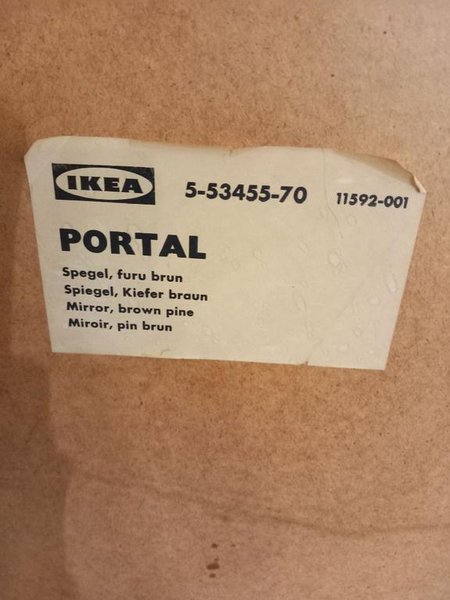 IKEA 5-53455-70 11592-001
PORTAL
Spegel, furu brun
Spiegel, Kiefer braun
Mirror, brown pine
Miroir, pin brun